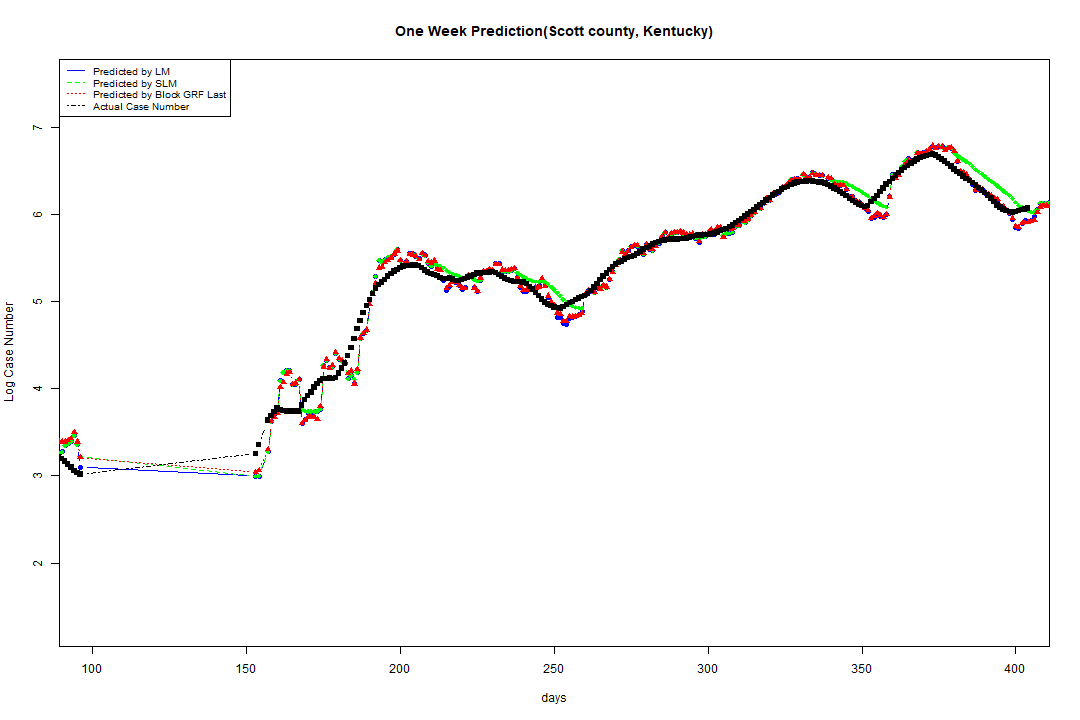 One Week Prediction(Scott county, Kentucky)
Predicted by LM
Predicted by SLM
Predicted by Block GRF Last
Actual Case Number
Log Case Number
7
6
5
4
3
2
100 150 200 250 300 350 400
days